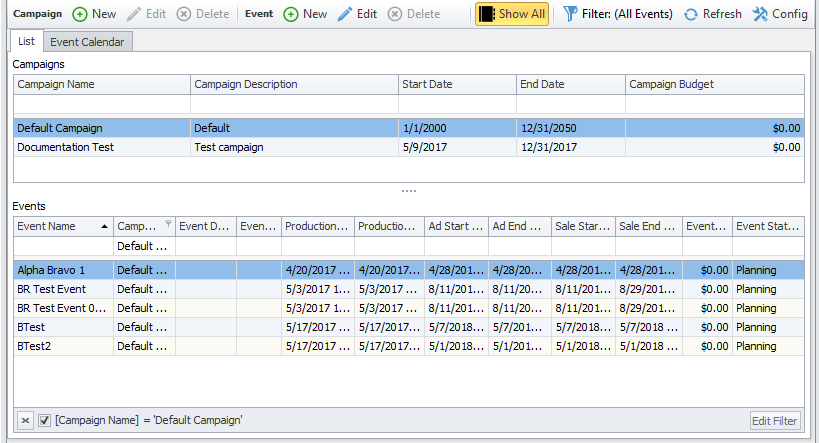 Campaign New Edit Delete Event New Edit Delete Show All Filter: (All Events) Refresh Config
List Event Calendar
Campaigns
Campaign Name Campaign Description Start Date End Date Campaign Budget
Default Campaign Default 1/1/2000 12/31/2050 $0.00
Documentation Test Test campaign 5/9/2017 12/31/2017 $0.00
Events
Event Name Camp... Event D... Even... Production... Productio... Ad Start ... Ad End ... Sale Star... Sale End ... Event... Event Stat...
Default ...
Alpha Bravo 1 Default ... 4/20/2017 ... 4/20/2017... 4/28/201... 4/28/20... 4/28/201... 4/28/201... $0.00 Planning
BR Test Event Default ... 5/3/2017 1... 5/3/2017 ... 8/11/201... 8/11/20... 8/11/201... 8/29/201... $0.00 Planning
BR Test Event 0... Default ... 5/3/2017 1... 5/3/2017 ... 8/11/201... 8/11/20... 8/11/201... 8/29/201... $0.00 Planning
BTest Default ... 5/17/2017 ... 5/17/2017... 5/7/2018... 5/7/201... 5/7/2018... 5/7/2018 ... $0.00 Planning
BTest2 Default ... 5/17/2017 ... 5/17/2017... 5/1/2018... 5/1/201... 5/1/2018... 5/1/2018 ... $0.00 Planning
[Campaign Name] = 'Default Campaign' Edit Filter